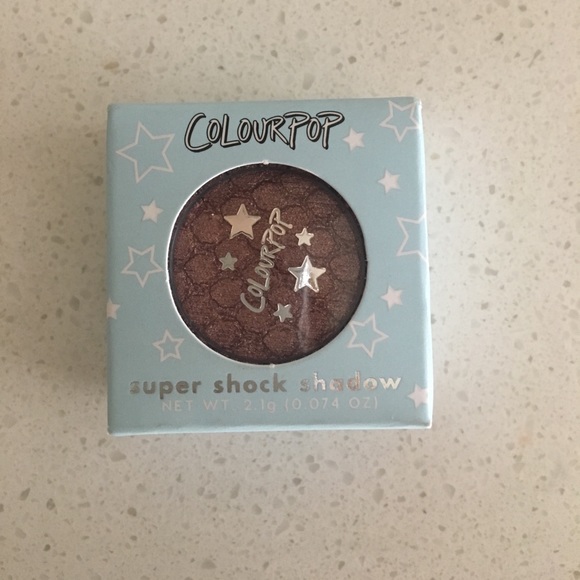 COLOURPOP
COLOURPOP
super shock shadow
NET WT. 2.1g (0.074 OZ)